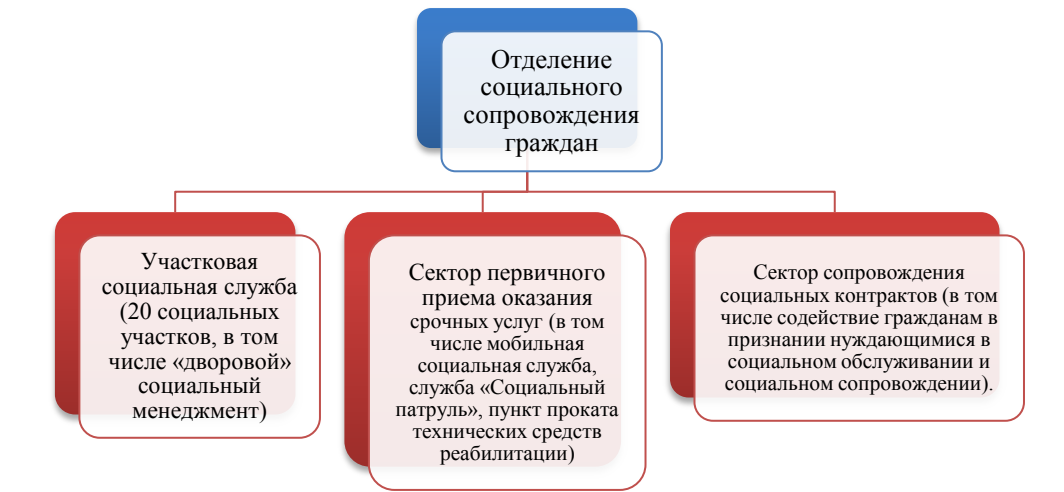 Отделение
социального
сопровождения
граждан
Участковая
социальная служба
(20 социальных
участков, в том
числе «дворовой»
социальный
менеджмент)
Сектор первичного
приема оказания
срочных услуг (в том
числе мобильная
социальная служба,
служба «Социальный
патруль», пункт проката
технических средств
реабилитации)
Сектор сопровождения
социальных контрактов (в том
числе содействие гражданам в
признании нуждающимися в
социальном обслуживании и
социальном сопровождении).